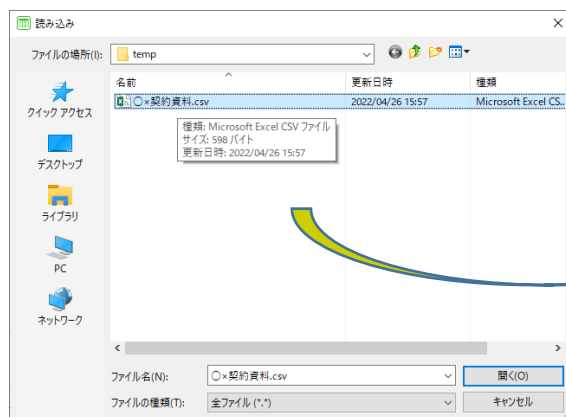 読み込み
ファイルの場所(I):
temp
名前
更新日時
種類
○×契約資料.csv
2022/04/26 15:57
Microsoft Excel CS...
種類: Microsoft Excel CSV ファイル
サイズ: 598 バイト
更新日時: 2022/04/26 15:57
クイック アクセス
デスクトップ
ライブラリ
PC
ネットワーク
ファイル名(N):
○×契約資料.csv
開く(O)
ファイルの種類(T):
全ファイル (*.*)
キャンセル